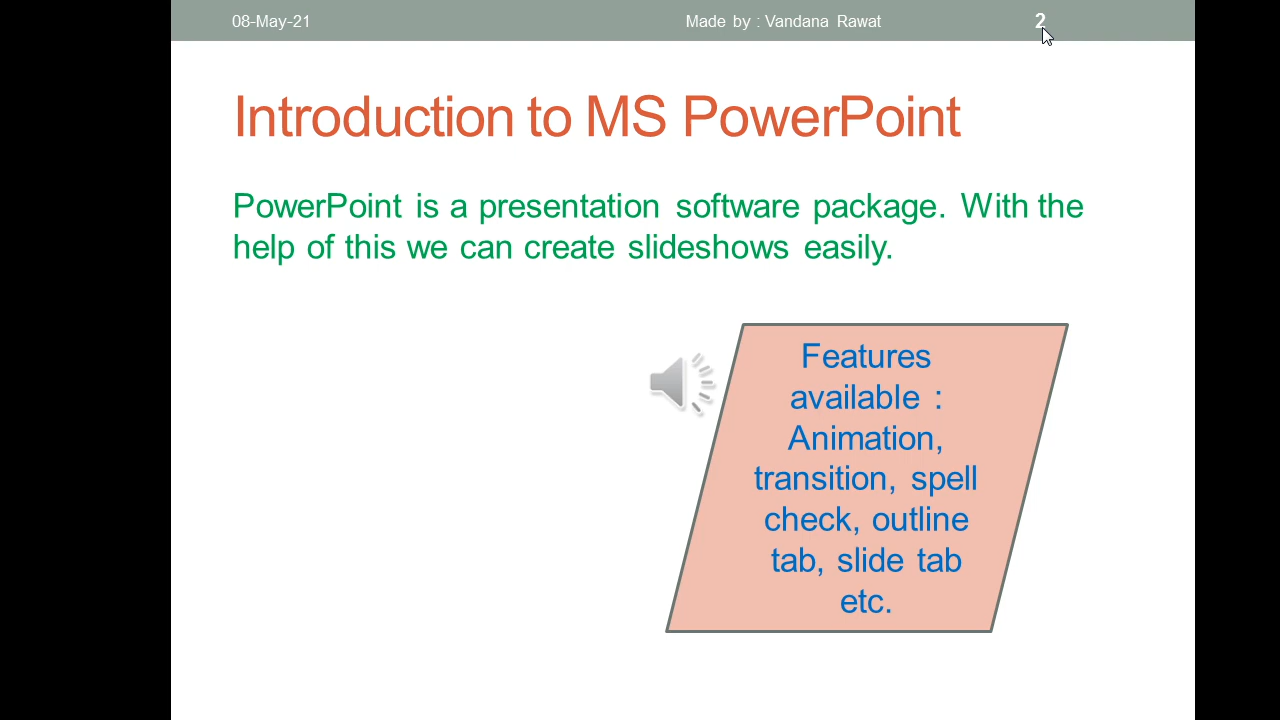 08-May-21
Made by : Vandana Rawat
2
Introduction to MS PowerPoint
PowerPoint is a presentation software package. With the
help of this we can create slideshows easily.
Features
available :
Animation,
transition, spell
check, outline
tab, slide tab
etc.